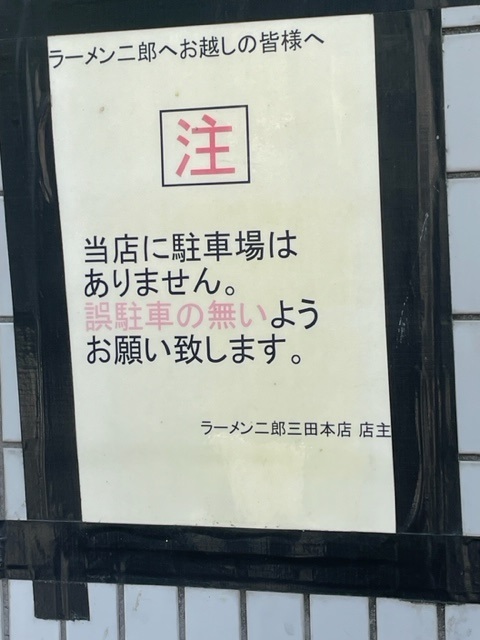 ラーメン二郎へお越しの皆様へ
注
当店に駐車場は
ありません。
誤駐車の無いよう
お願い致します。
ラーメン二郎三田本店 店主